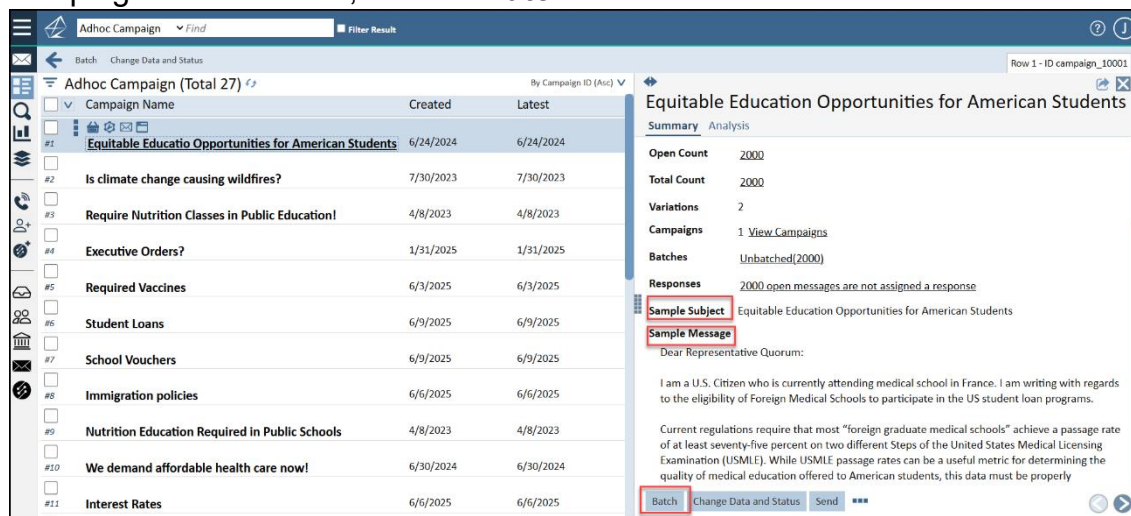 Adhoc Campaign Find Filter Result
Batch Change Data and Status
Row 1 - ID campaign_10001
Adhoc Campaign (Total 27) By Campaign ID (Asc)
Campaign Name Created Latest
#1 Equitable Educatio Opportunities for American Students 6/24/2024 6/24/2024
#2 Is climate change causing wildfires? 7/30/2023 7/30/2023
#3 Require Nutrition Classes in Public Education! 4/8/2023 4/8/2023
#4 Executive Orders? 1/31/2025 1/31/2025
#5 Required Vaccines 6/3/2025 6/3/2025
#6 Student Loans 6/9/2025 6/9/2025
#7 School Vouchers 6/9/2025 6/9/2025
#8 Immigration policies 6/6/2025 6/6/2025
#9 Nutrition Education Required in Public Schools 4/8/2023 4/8/2023
#10 We demand affordable health care now! 6/30/2024 6/30/2024
#11 Interest Rates 6/6/2025 6/6/2025
Equitable Education Opportunities for American Students
Summary Analysis
Open Count 2000
Total Count 2000
Variations 2
Campaigns 1 View Campaigns
Batches Unbatched(2000)
Responses 2000 open messages are not assigned a response
Sample Subject Equitable Education Opportunities for American Students
Sample Message
Dear Representative Quorum:
I am a U.S. Citizen who is currently attending medical school in France. I am writing with regards
to the eligibility of Foreign Medical Schools to participate in the US student loan programs.
Current regulations require that most “foreign graduate medical schools” achieve a passage rate
of at least seventy-five percent on two different Steps of the United States Medical Licensing
Examination (USMLE). While USMLE passage rates can be a useful metric for determining the
quality of medical education offered to American students, this data must be properly
Batch Change Data and Status Send